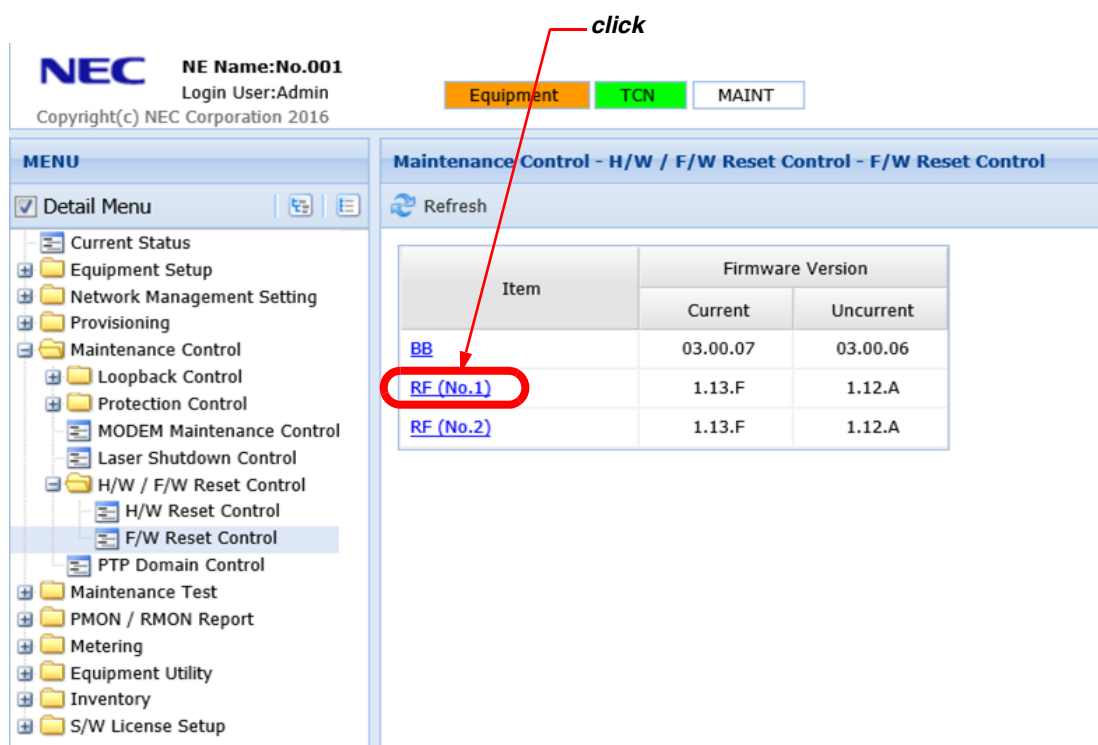 click
NEC
NE Name:No.001
Login User:Admin
Copyright(c) NEC Corporation 2016
Equipment
TCN
MAINT
MENU
Detail Menu
Current Status
Equipment Setup
Network Management Setting
Provisioning
Maintenance Control
Loopback Control
Protection Control
MODEM Maintenance Control
Laser Shutdown Control
H/W / F/W Reset Control
H/W Reset Control
F/W Reset Control
PTP Domain Control
Maintenance Test
PMON / RMON Report
Metering
Equipment Utility
Inventory
S/W License Setup
Maintenance Control - H/W / F/W Reset Control - F/W Reset Control
Refresh
Item
Firmware Version
Current Uncurrent
BB 03.00.07 03.00.06
RF (No.1) 1.13.F 1.12.A
RF (No.2) 1.13.F 1.12.A